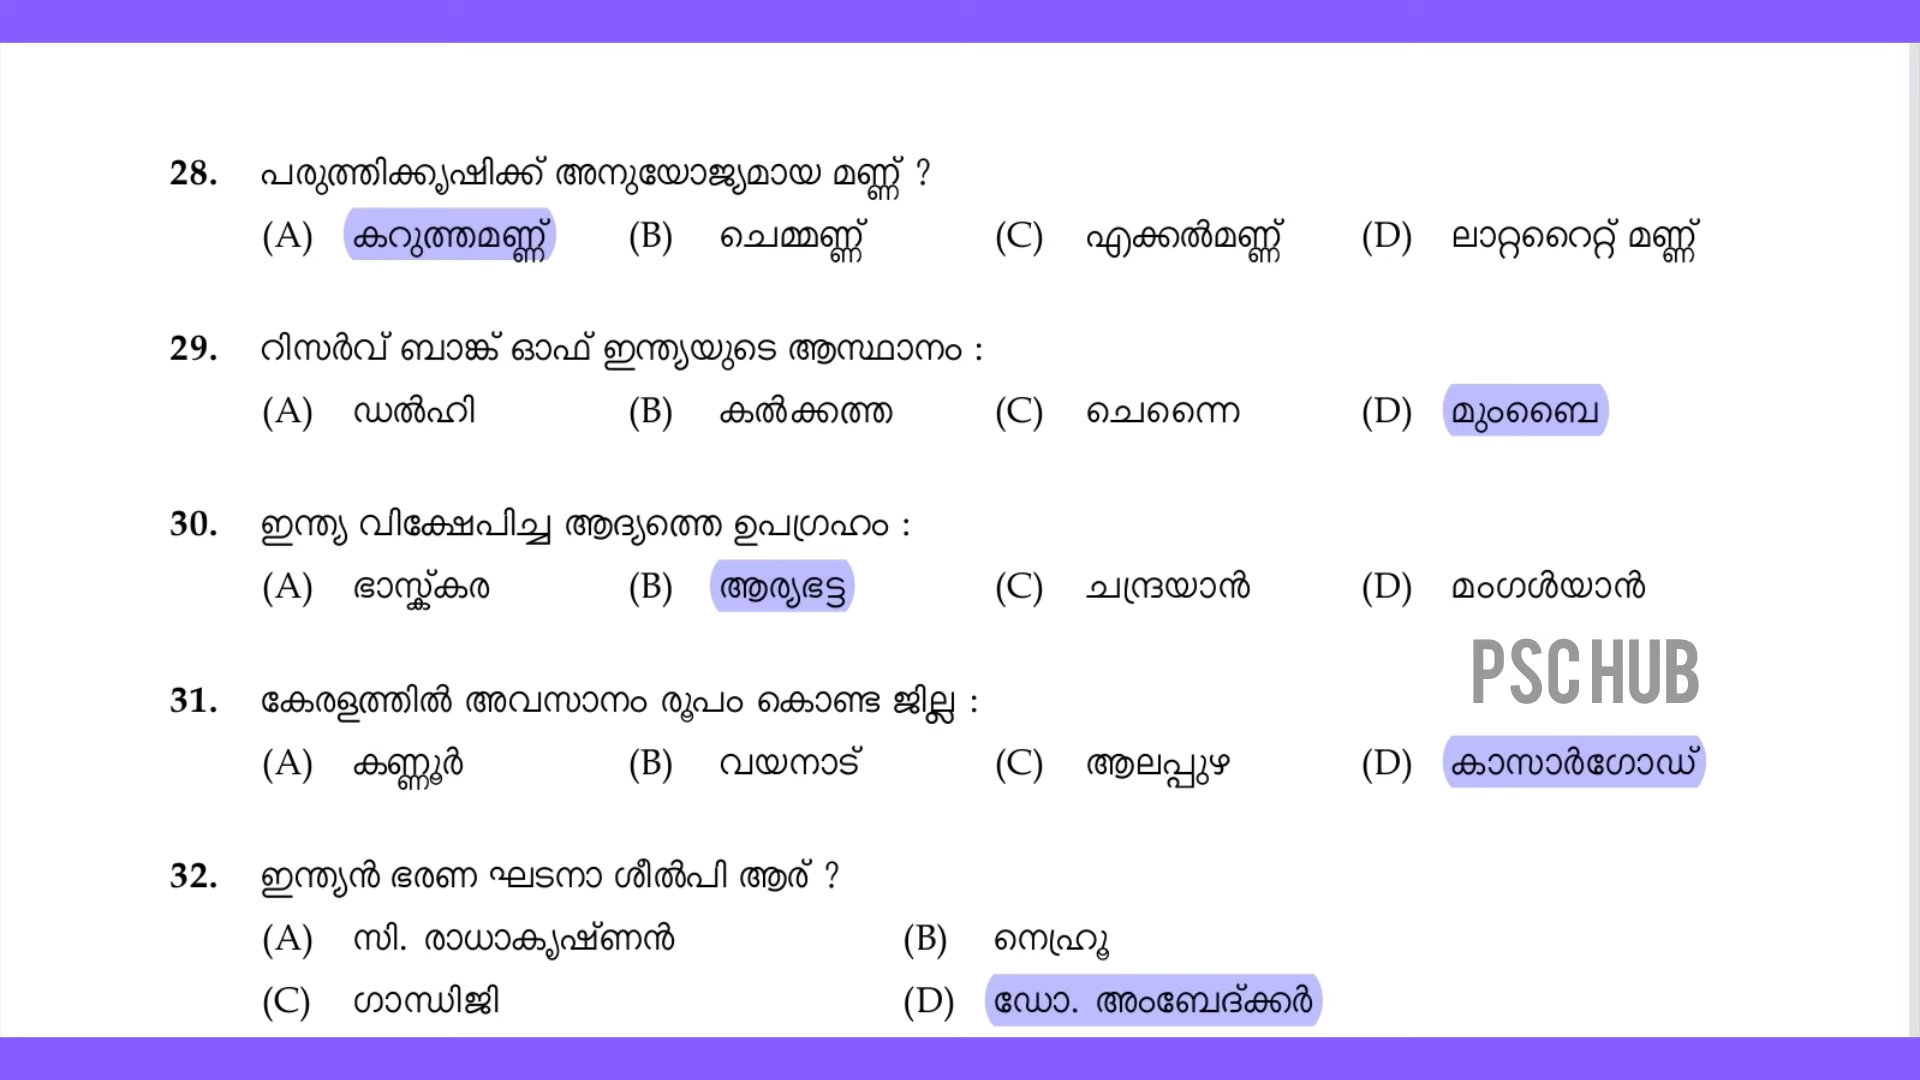 28. പരുത്തിക്കൃഷിക്ക് അനുയോജ്യമായ മണ്ണ് ?
(A) കറുത്തമണ്ണ് (B) ചെമ്മണ്ണ് (C) എക്കൽമണ്ണ് (D) ലാറ്ററൈറ്റ് മണ്ണ്
29. റിസർവ് ബാങ്ക് ഓഫ് ഇന്ത്യയുടെ ആസ്ഥാനം :
(A) ഡൽഹി (B) കൽക്കത്ത (C) ചെന്നൈ (D) മുംബൈ
30. ഇന്ത്യ വിക്ഷേപിച്ച ആദ്യത്തെ ഉപഗ്രഹം :
(A) ഭാസ്ക്കര (B) ആര്യഭട്ട (C) ചന്ദ്രയാൻ (D) മംഗൾയാൻ
PSC HUB
31. കേരളത്തിൽ അവസാനം രൂപം കൊണ്ട ജില്ല :
(A) കണ്ണൂർ (B) വയനാട് (C) ആലപ്പുഴ (D) കാസാർഗോഡ്
32. ഇന്ത്യൻ ഭരണ ഘടനാ ശീൽപി ആര് ?
(A) സി. രാധാകൃഷ്ണൻ (B) നെഹ്രൂ
(C) ഗാന്ധിജി (D) ഡോ. അംബേദ്ക്കർ